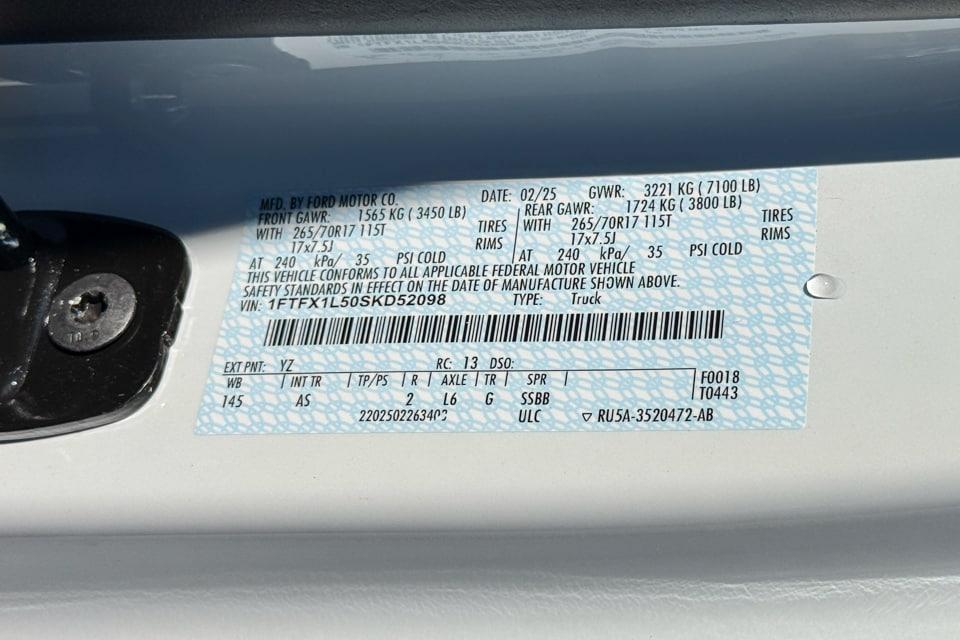 MFD. BY FORD MOTOR CO. DATE: 02/25 GVWR: 3221 KG ( 7100 LB)
FRONT GAWR: 1565 KG ( 3450 LB) REAR GAWR: 1724 KG ( 3800 LB)
WITH 265/70R17 115T TIRES WITH 265/70R17 115T TIRES
17x7.5J RIMS 17x7.5J RIMS
AT 240 kPa/ 35 PSI COLD AT 240 kPa/ 35 PSI COLD
THIS VEHICLE CONFORMS TO ALL APPLICABLE FEDERAL MOTOR VEHICLE
SAFETY STANDARDS IN EFFECT ON THE DATE OF MANUFACTURE SHOWN ABOVE.
VIN: 1FTFX1L50SKD52098 TYPE: Truck
EXT PNT: YZ RC: 13 DSO:
WB INT TR TP/PS R AXLE TR SPR F0018
145 AS 2 L6 G SSBB T0443
ULC ▽ RU5A-3520472-AB